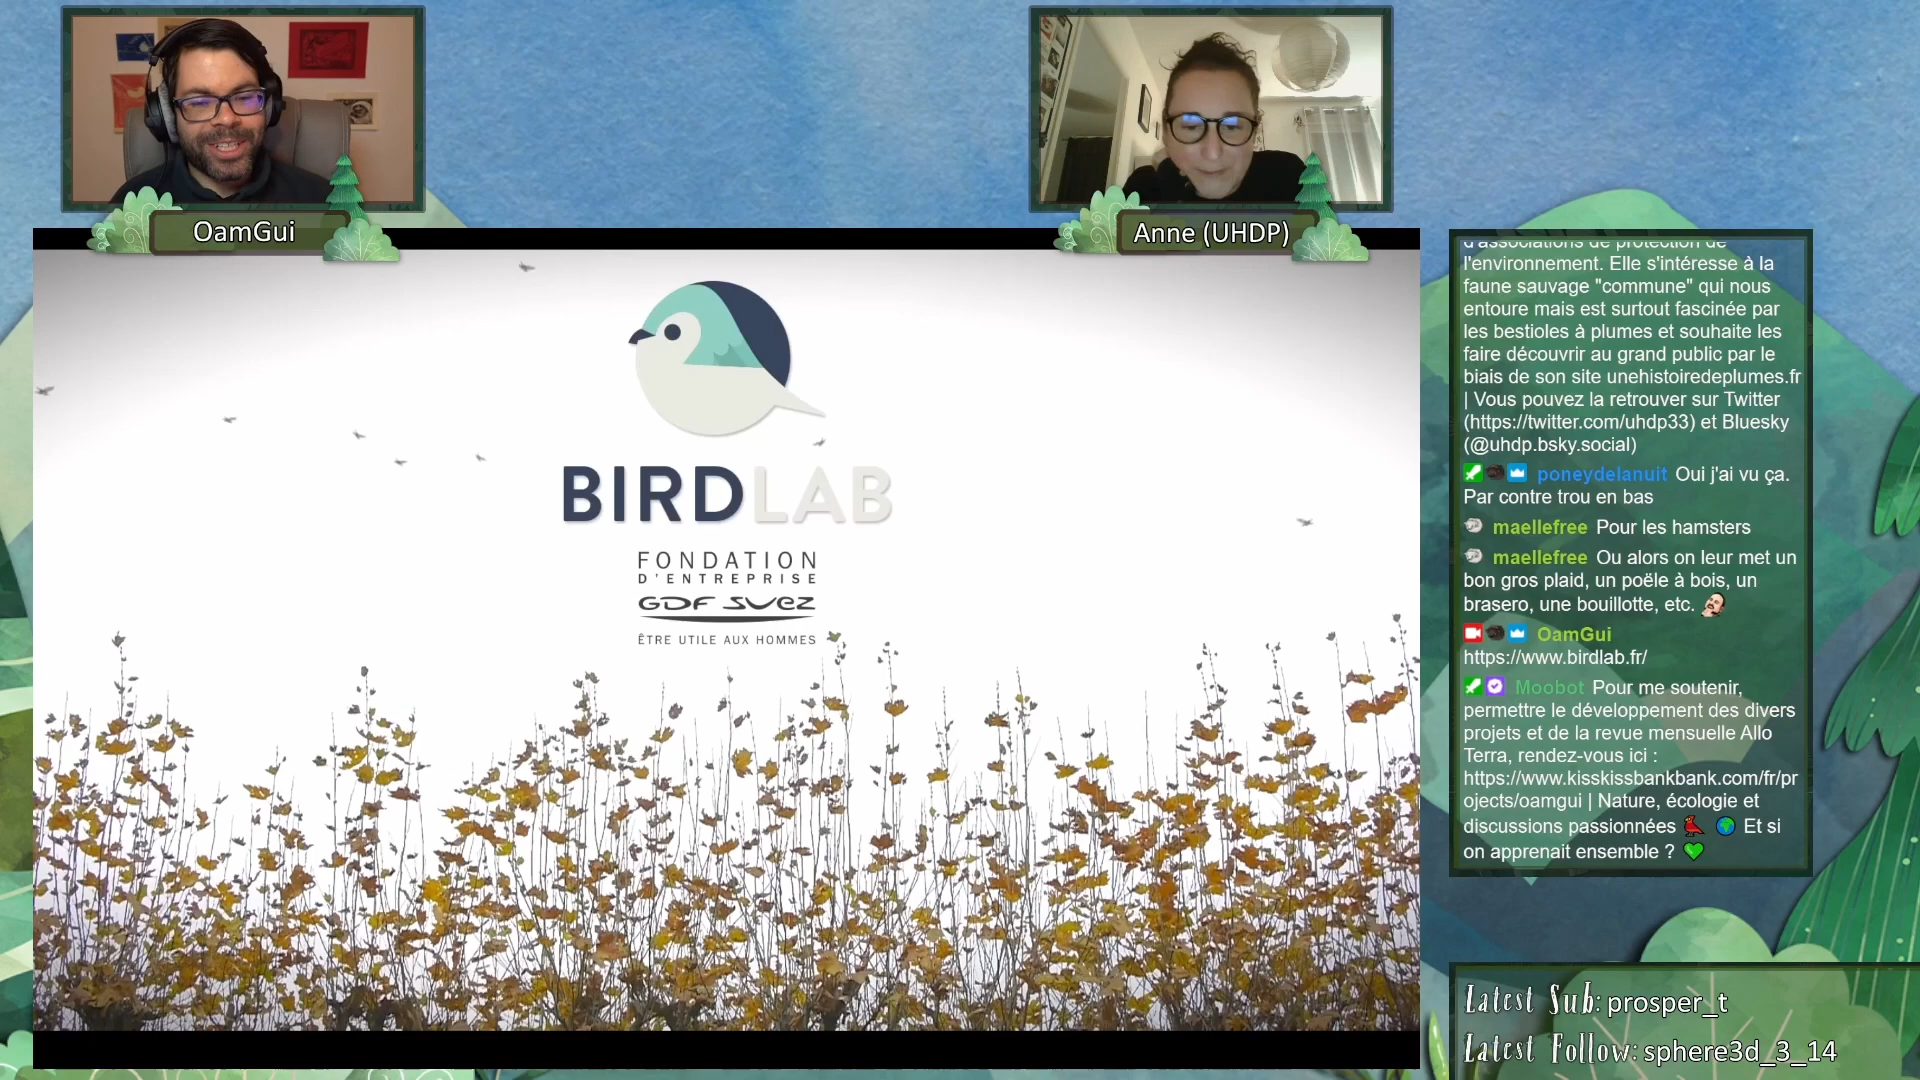 OamGui
Anne (UHDP)
BIRDLAB
FONDATION
D'ENTREPRISE
GDF SUEZ
ÊTRE UTILE AUX HOMMES
d'associations de protection de
l'environnement. Elle s'intéresse à la
faune sauvage "commune" qui nous
entoure mais est surtout fascinée par
les bestioles à plumes et souhaite les
faire découvrir au grand public par le
biais de son site unehistoiredeplumes.fr
| Vous pouvez la retrouver sur Twitter
(https://twitter.com/uhdp33) et Bluesky
(@uhdp.bsky.social)
poneydelanuit Oui j'ai vu ça.
Par contre trou en bas
maellefree Pour les hamsters
maellefree Ou alors on leur met un
bon gros plaid, un poële à bois, un
brasero, une bouillotte, etc.
OamGui
https://www.birdlab.fr/
Moobot Pour me soutenir,
permettre le développement des divers
projets et de la revue mensuelle Allo
Terra, rendez-vous ici :
https://www.kisskissbankbank.com/fr/pr
ojects/oamgui | Nature, écologie et
discussions passionnées Et si
on apprenait ensemble ?
Latest Sub: prosper_t
Latest Follow: sphere3d_3_14